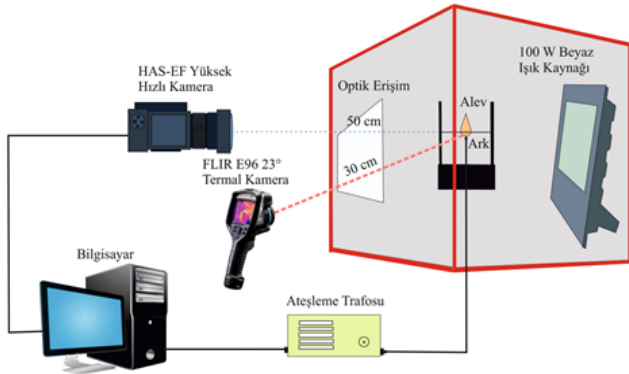 HAS-EF Yüksek
Hızlı Kamera
Optik Erişim
100 W Beyaz
Işık Kaynağı
50 cm
Alev
Ark
30 cm
FLIR E96 23°
Termal Kamera
Bilgisayar
Ateşleme Trafosu